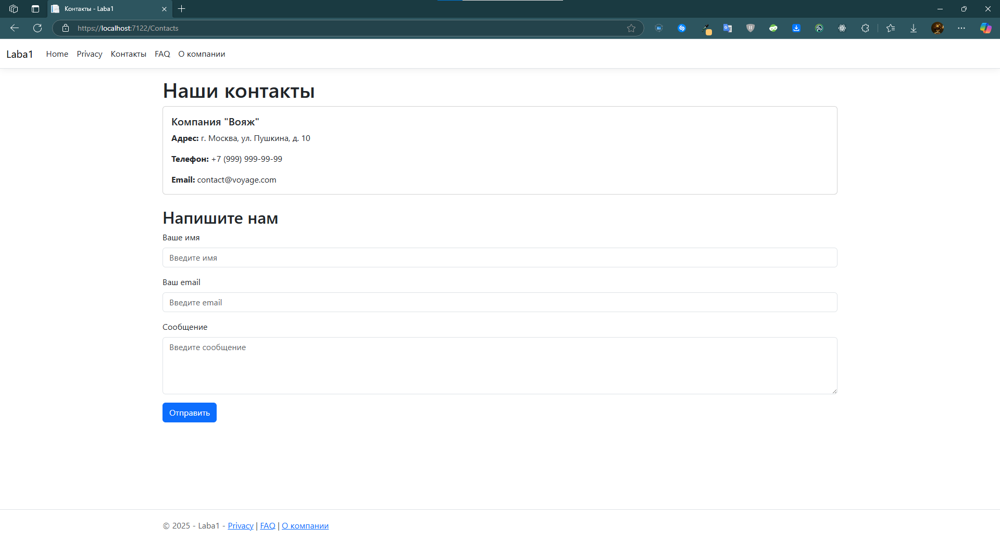 Контакты - Laba1
https://localhost:7122/Contacts
Laba1 Home Privacy Контакты FAQ О компании
Наши контакты
Компания "Вояж"
Адрес: г. Москва, ул. Пушкина, д. 10
Телефон: +7 (999) 999-99-99
Email: contact@voyage.com
Напишите нам
Ваше имя
Введите имя
Ваш email
Введите email
Сообщение
Введите сообщение
Отправить
© 2025 - Laba1 - Privacy | FAQ | О компании